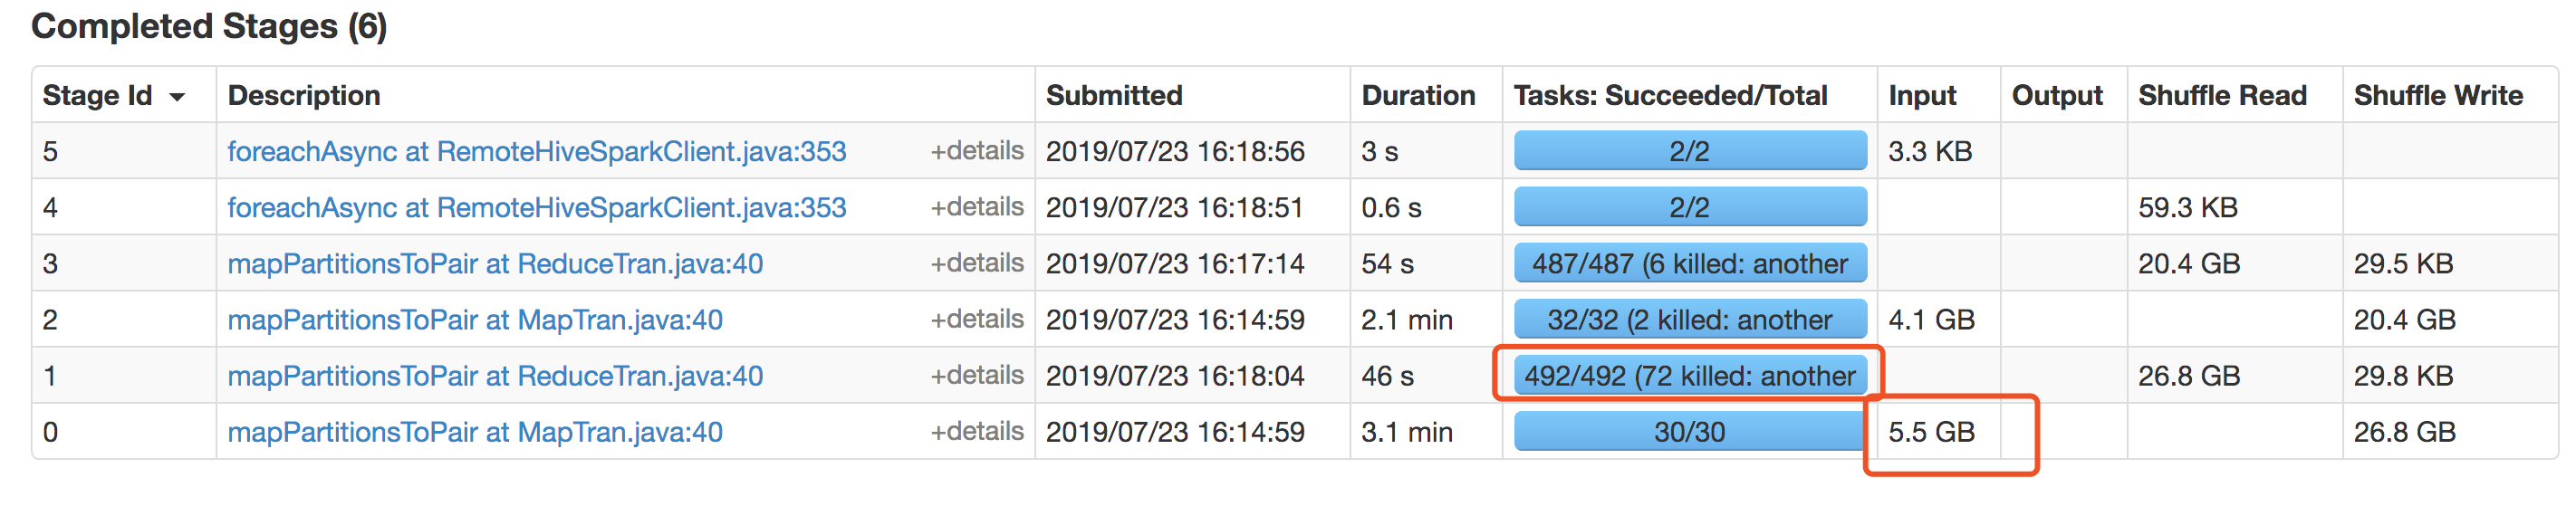 Completed Stages (6)
Stage Id Description Submitted Duration Tasks: Succeeded/Total Input Output Shuffle Read Shuffle Write
5 foreachAsync at RemoteHiveSparkClient.java:353 +details 2019/07/23 16:18:56 3 s 2/2 3.3 KB
4 foreachAsync at RemoteHiveSparkClient.java:353 +details 2019/07/23 16:18:51 0.6 s 2/2 59.3 KB
3 mapPartitionsToPair at ReduceTran.java:40 +details 2019/07/23 16:17:14 54 s 487/487 (6 killed: another 20.4 GB 29.5 KB
2 mapPartitionsToPair at MapTran.java:40 +details 2019/07/23 16:14:59 2.1 min 32/32 (2 killed: another 4.1 GB 20.4 GB
1 mapPartitionsToPair at ReduceTran.java:40 +details 2019/07/23 16:18:04 46 s 492/492 (72 killed: another 26.8 GB 29.8 KB
0 mapPartitionsToPair at MapTran.java:40 +details 2019/07/23 16:14:59 3.1 min 30/30 5.5 GB 26.8 GB